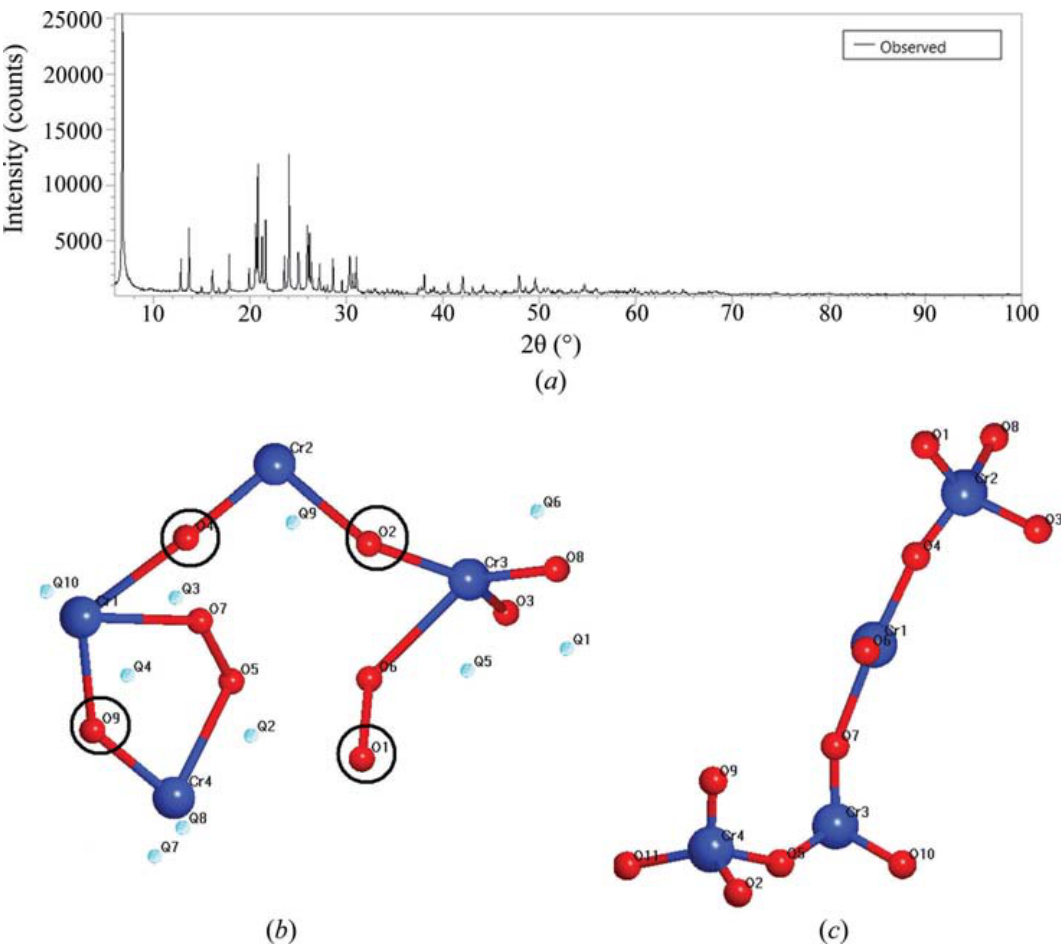 25000
20000
15000
10000
5000
Intensity (counts)
Observed
10 20 30 40 50 60 70 80 90 100
2θ (°)
(a)
Cr2
O4
Q9
O2
Q6
Cr3
O8
Q10
Q3
Cr1
O7
O3
Q1
Q4
O5
O6
Q5
O9
Q2
O1
Cr4
Q8
Q7
(b)
O1
O8
Cr2
O3
O4
Cr1
O6
O7
O9
Cr3
Cr4
O11
O5
O10
O2
(c)